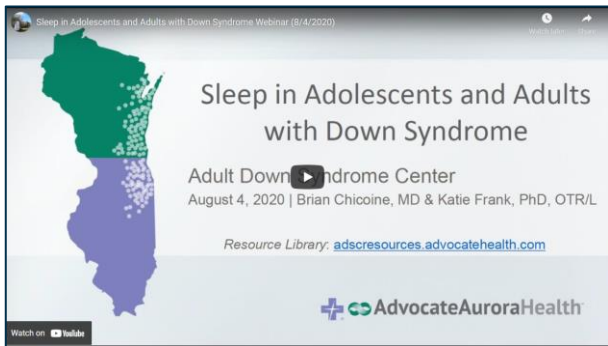 Sleep in Adolescents and Adults with Down Syndrome Webinar (8/4/2020)
Watch later
Share
Sleep in Adolescents and Adults
with Down Syndrome
Adult Down Syndrome Center
August 4, 2020 | Brian Chicoine, MD & Katie Frank, PhD, OTR/L
Resource Library: adscresources.advocatehealth.com
AdvocateAuroraHealth
Watch on YouTube